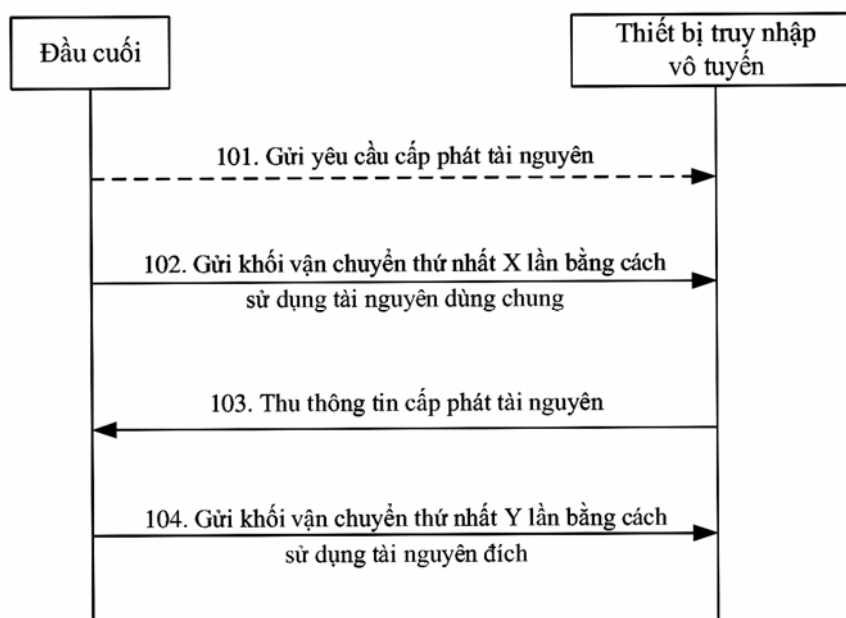 Đầu cuối
Thiết bị truy nhập
vô tuyến
101. Gửi yêu cầu cấp phát tài nguyên
102. Gửi khối vận chuyển thứ nhất X lần bằng cách
sử dụng tài nguyên dùng chung
103. Thu thông tin cấp phát tài nguyên
104. Gửi khối vận chuyển thứ nhất Y lần bằng cách
sử dụng tài nguyên đích